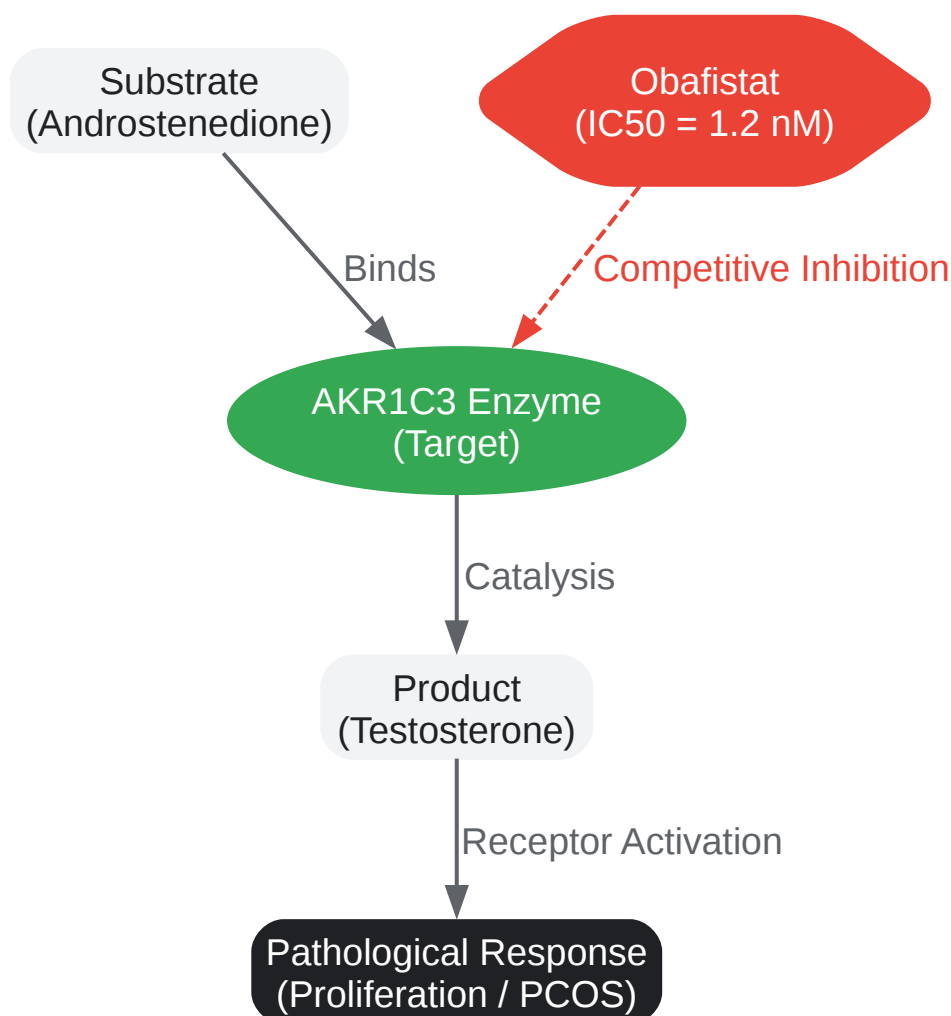 Substrate
(Androstenedione)
Obafistat
(IC50 = 1.2 nM)
Binds
Competitive Inhibition
AKR1C3 Enzyme
(Target)
Catalysis
Product
(Testosterone)
Receptor Activation
Pathological Response
(Proliferation / PCOS)